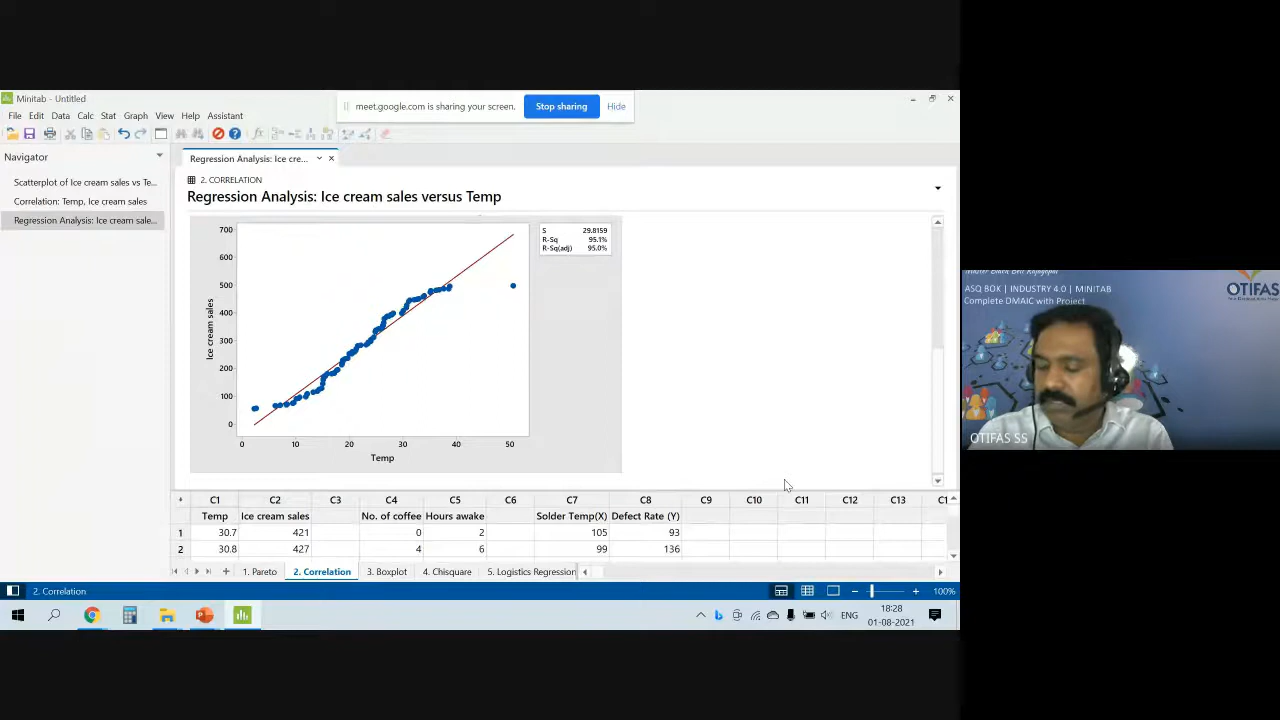 Minitab - Untitled
meet.google.com is sharing your screen.
Stop sharing
Hide
File Edit Data Calc Stat Graph View Help Assistant
Navigator
Regression Analysis: Ice cre...
Scatterplot of Ice cream sales vs Te...
Correlation: Temp, Ice cream sales
Regression Analysis: Ice cream sale...
2. CORRELATION
Regression Analysis: Ice cream sales versus Temp
700
600
500
400
300
200
100
0
Ice cream sales
0 10 20 30 40 50
Temp
S 29.8159
R-Sq 95.1%
R-Sq(adj) 95.0%
C1 C2 C3 C4 C5 C6 C7 C8 C9 C10 C11 C12 C13 C1
Temp Ice cream sales No. of coffee Hours awake Solder Temp(X) Defect Rate (Y)
1 30.7 421 0 2 105 93
2 30.8 427 4 6 99 136
1. Pareto 2. Correlation 3. Boxplot 4. Chisquare 5. Logistics Regression
2. Correlation
100%
ENG
18:28
01-08-2021
ASQ BOK | INDUSTRY 4.0 | MINITAB
Complete DMAIC with Project
OTIFAS
OTIFAS SS